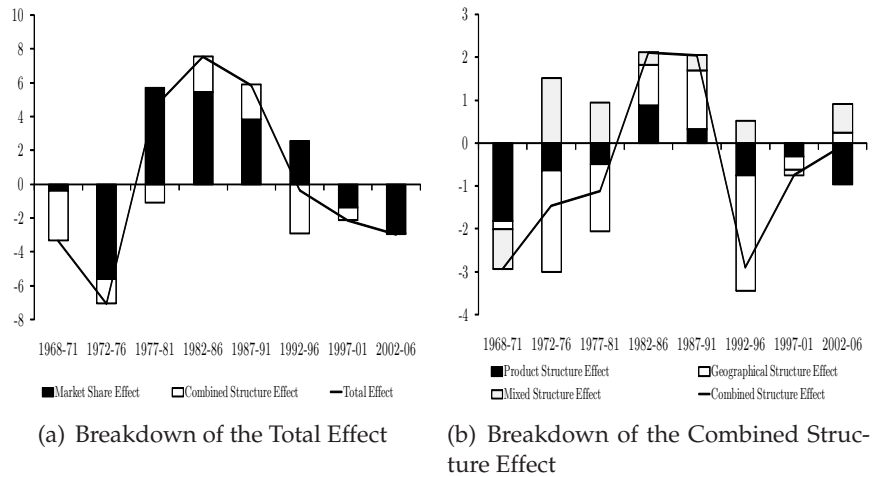 10
8
6
4
2
0
-2
-4
-6
-8
1968-71 1972-76 1977-81 1982-86 1987-91 1992-96 1997-01 2002-06
Market Share Effect Combined Structure Effect Total Effect
(a) Breakdown of the Total Effect
3
2
1
0
-1
-2
-3
-4
1968-71 1972-76 1977-81 1982-86 1987-91 1992-96 1997-01 2002-06
Product Structure Effect Geographical Structure Effect
Mixed Structure Effect Combined Structure Effect
(b) Breakdown of the Combined Struc-
ture Effect